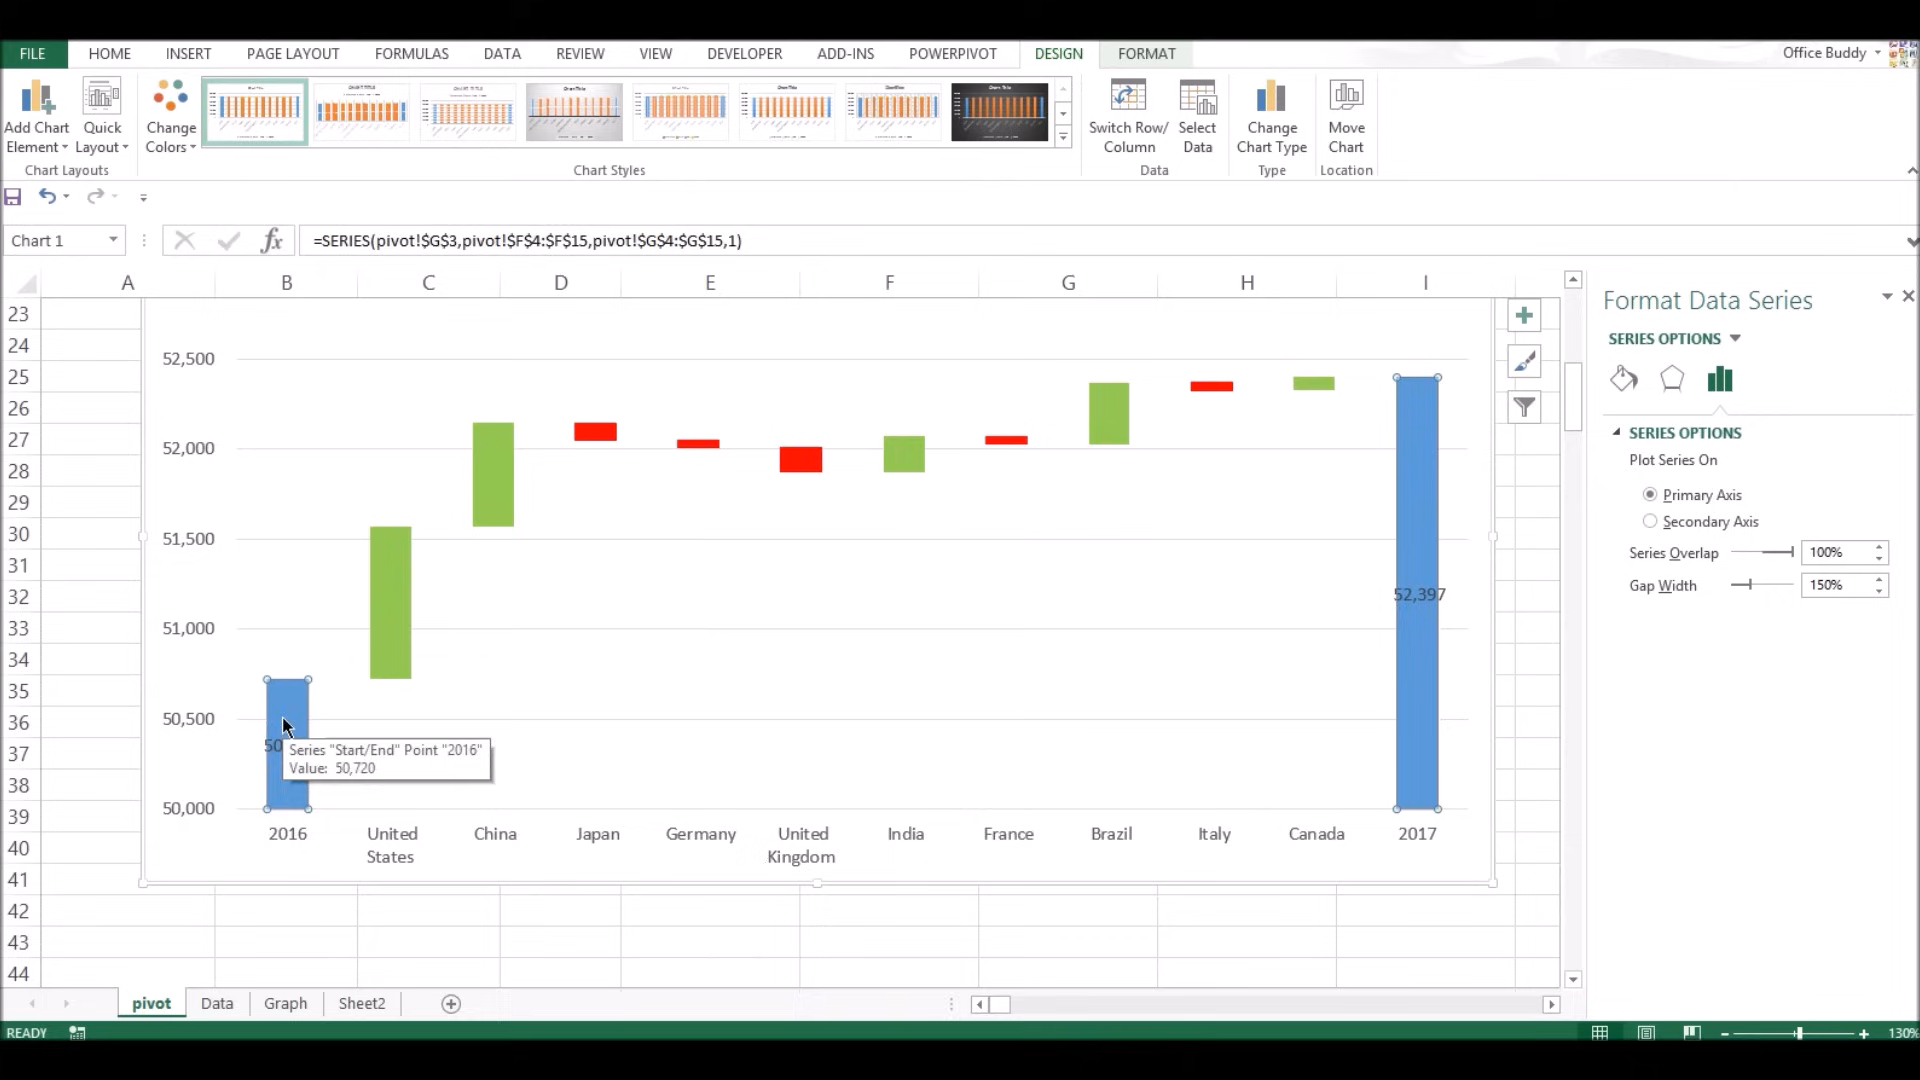 FILE HOME INSERT PAGE LAYOUT FORMULAS DATA REVIEW VIEW DEVELOPER ADD-INS POWERPIVOT DESIGN FORMAT Office Buddy
Add Chart Element
Quick Layout
Change Colors
Switch Row/ Column
Select Data
Change Chart Type
Move Chart
Chart Layouts Chart Styles Data Type Location
Chart 1 fx =SERIES(pivot!$G$3,pivot!$F$4:$F$15,pivot!$G$4:$G$15,1)
A B C D E F G H I
23
24
25
26
27
28
29
30
31
32
33
34
35
36
37
38
39
40
41
42
43
44
52,500
52,000
51,500
51,000
50,500
50,000
52,397
50
Series "Start/End" Point "2016"
Value: 50,720
2016 United States China Japan Germany United Kingdom India France Brazil Italy Canada 2017
Format Data Series
SERIES OPTIONS
SERIES OPTIONS
Plot Series On
Primary Axis
Secondary Axis
Series Overlap 100%
Gap Width 150%
pivot Data Graph Sheet2
READY 130%